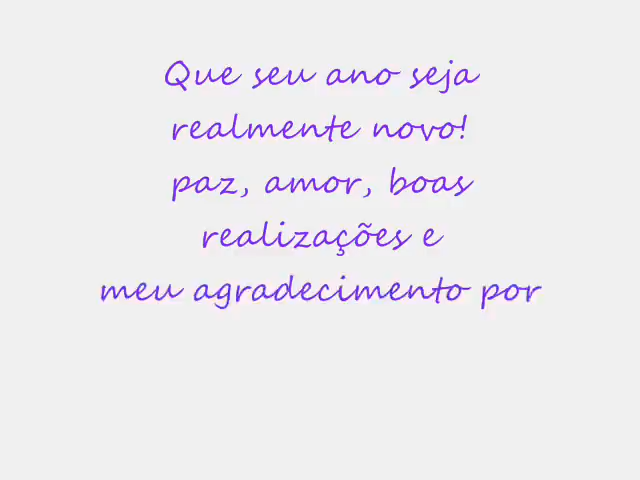 Que seu ano seja
realmente novo!
paz, amor, boas
realizações e
meu agradecimento por